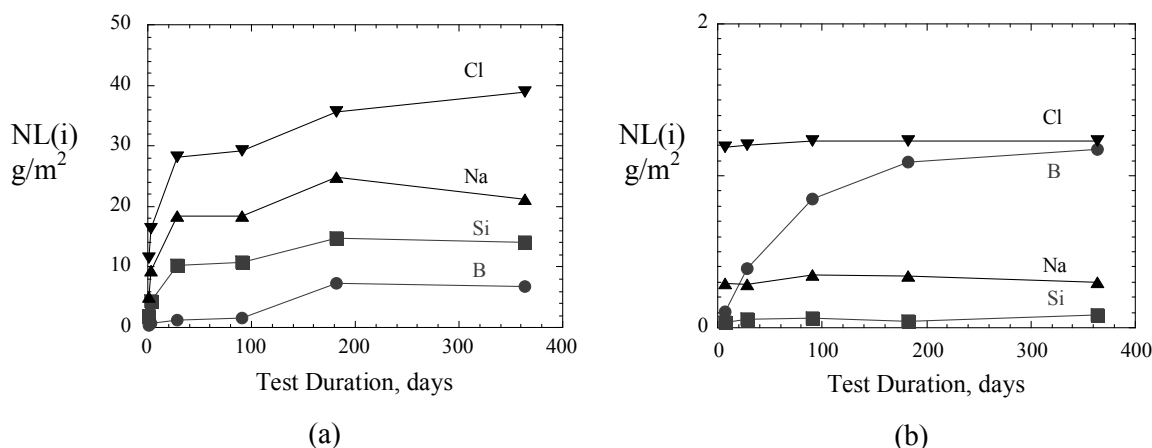 50
40
30
20
10
0
NL(i)
g/m²
Cl
Na
Si
B
0 100 200 300 400
Test Duration, days
(a)
2
1
0
NL(i)
g/m²
Cl
B
Na
Si
0 100 200 300 400
Test Duration, days
(b)